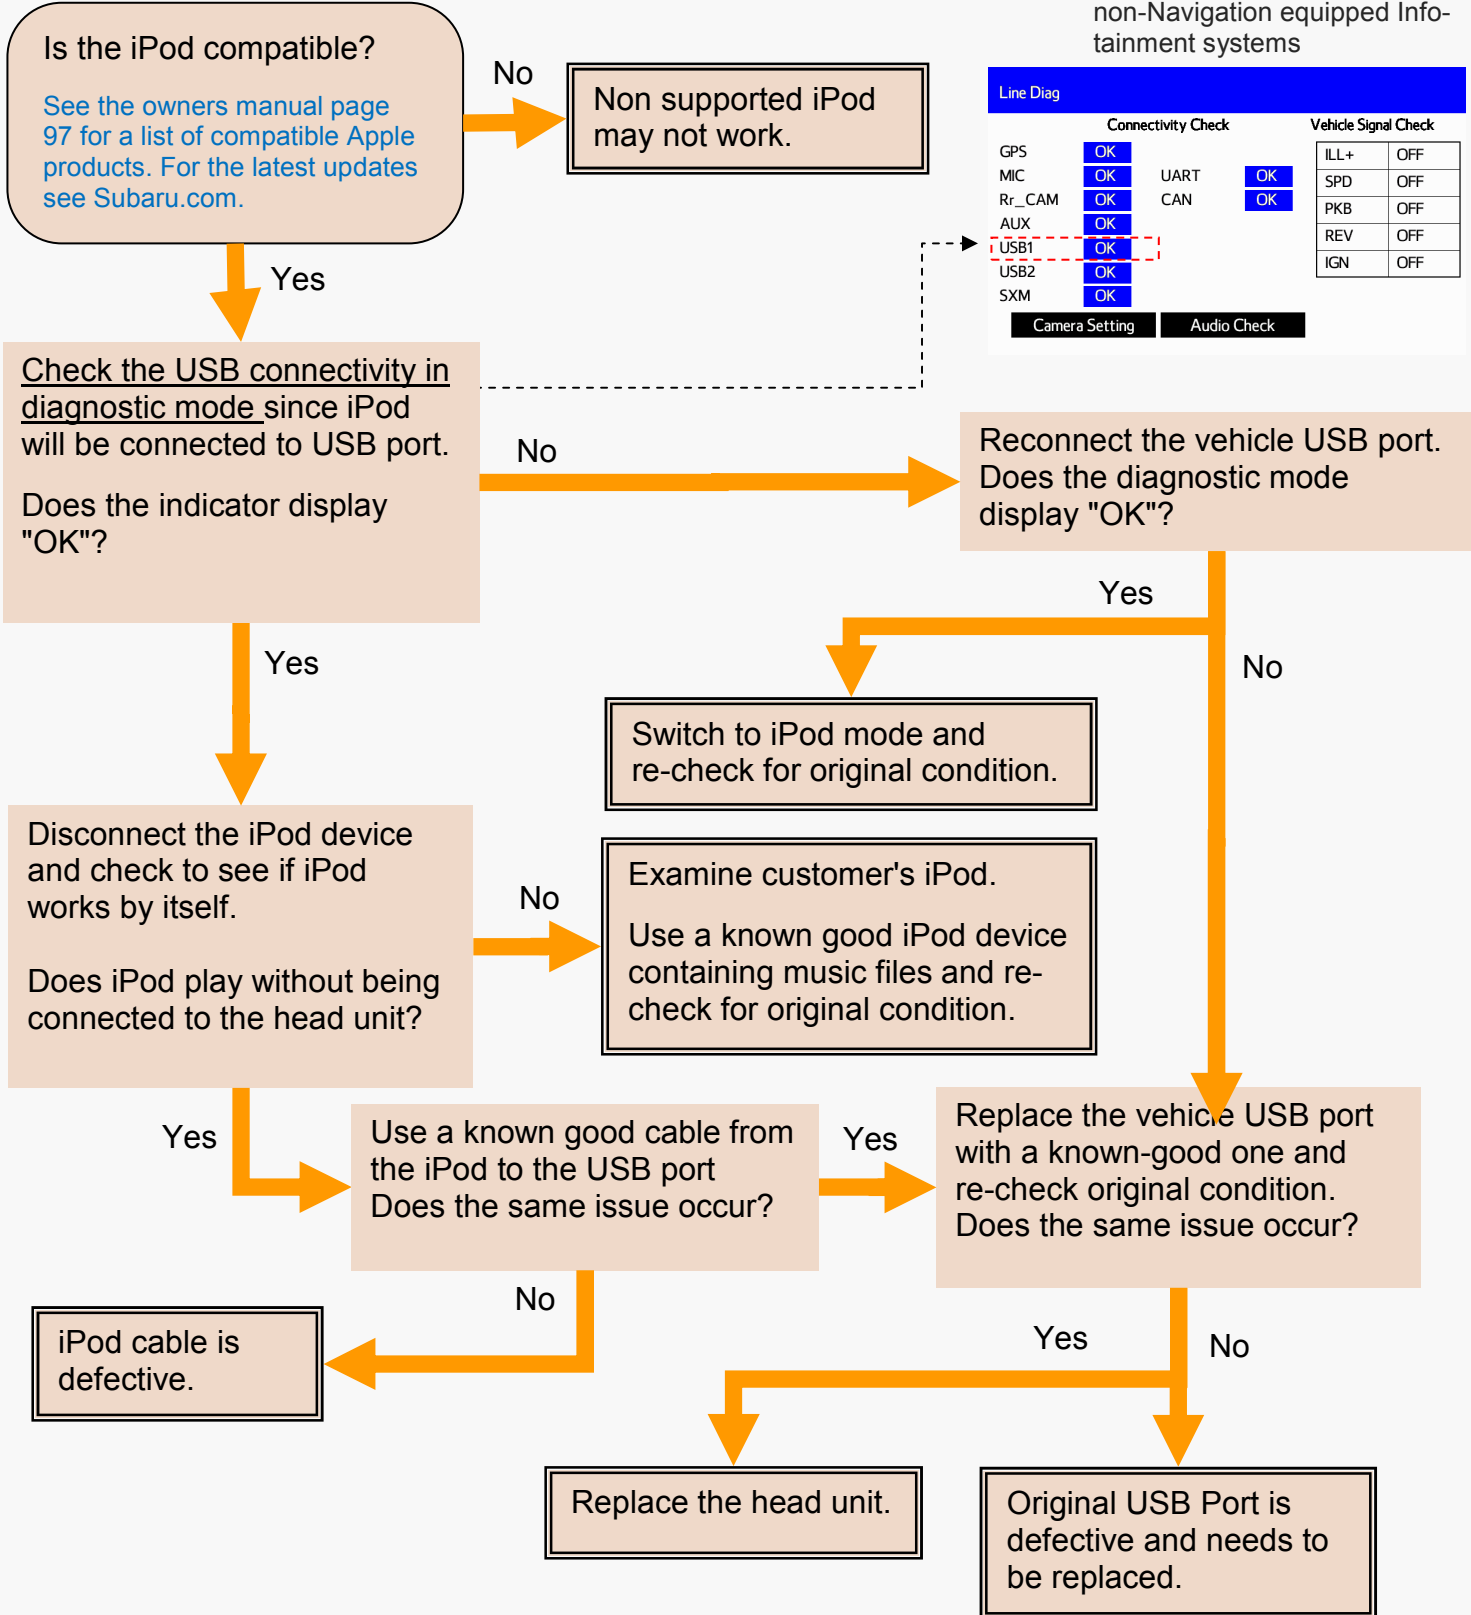 non-Navigation equipped Info-
tainment systems
Is the iPod compatible?
See the owners manual page
97 for a list of compatible Apple
products. For the latest updates
see Subaru.com.
No
Non supported iPod
may not work.
Line Diag
Connectivity Check
Vehicle Signal Check
GPS OK
MIC OK UART OK
Rr_CAM OK CAN OK
AUX OK
USB1 OK
USB2 OK
SXM OK
ILL+ OFF
SPD OFF
PKB OFF
REV OFF
IGN OFF
Camera Setting Audio Check
Yes
Check the USB connectivity in
diagnostic mode since iPod
will be connected to USB port.
Does the indicator display
"OK"?
No
Reconnect the vehicle USB port.
Does the diagnostic mode
display "OK"?
Yes
No
Yes
Switch to iPod mode and
re-check for original condition.
Disconnect the iPod device
and check to see if iPod
works by itself.
Does iPod play without being
connected to the head unit?
No
Examine customer's iPod.
Use a known good iPod device
containing music files and re-
check for original condition.
Yes
Use a known good cable from
the iPod to the USB port
Does the same issue occur?
Yes
Replace the vehicle USB port
with a known-good one and
re-check original condition.
Does the same issue occur?
No
iPod cable is
defective.
Yes
No
Replace the head unit.
Original USB Port is
defective and needs to
be replaced.